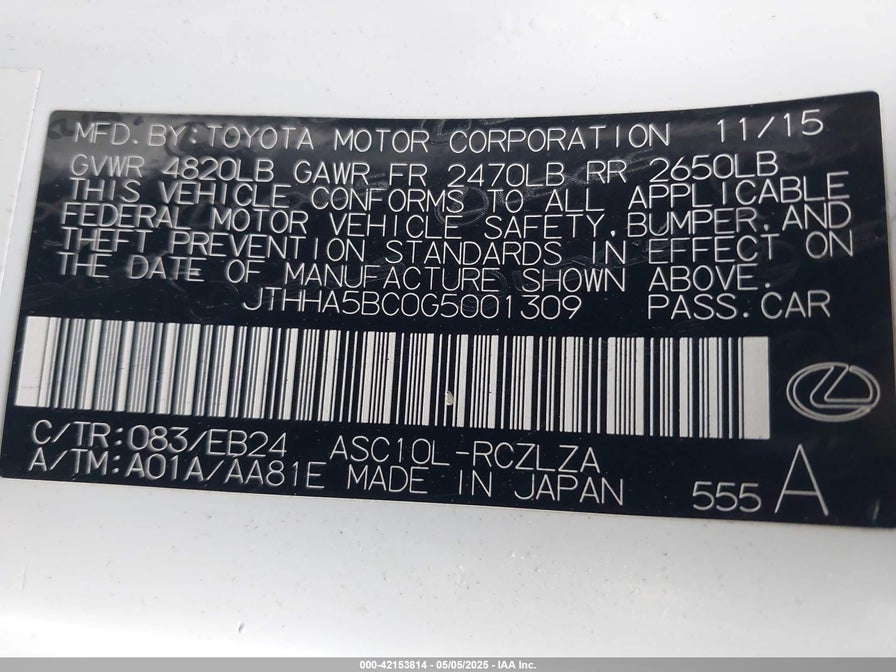 MFD.BY:TOYOTA MOTOR CORPORATION 11/15
GVWR 4820LB GAWR FR 2470LB RR 2650LB
THIS VEHICLE CONFORMS TO ALL APPLICABLE
FEDERAL MOTOR VEHICLE SAFETY,BUMPER,AND
THEFT PREVENTION STANDARDS IN EFFECT ON
THE DATE OF MANUFACTURE SHOWN ABOVE.
JTHHA5BC0G5001309 PASS.CAR
C/TR:083/EB24 ASC10L-RCZLZA
A/TM:A01A/AA81E MADE IN JAPAN 555 A
000-42153814 - 05/05/2025 - IAA Inc.